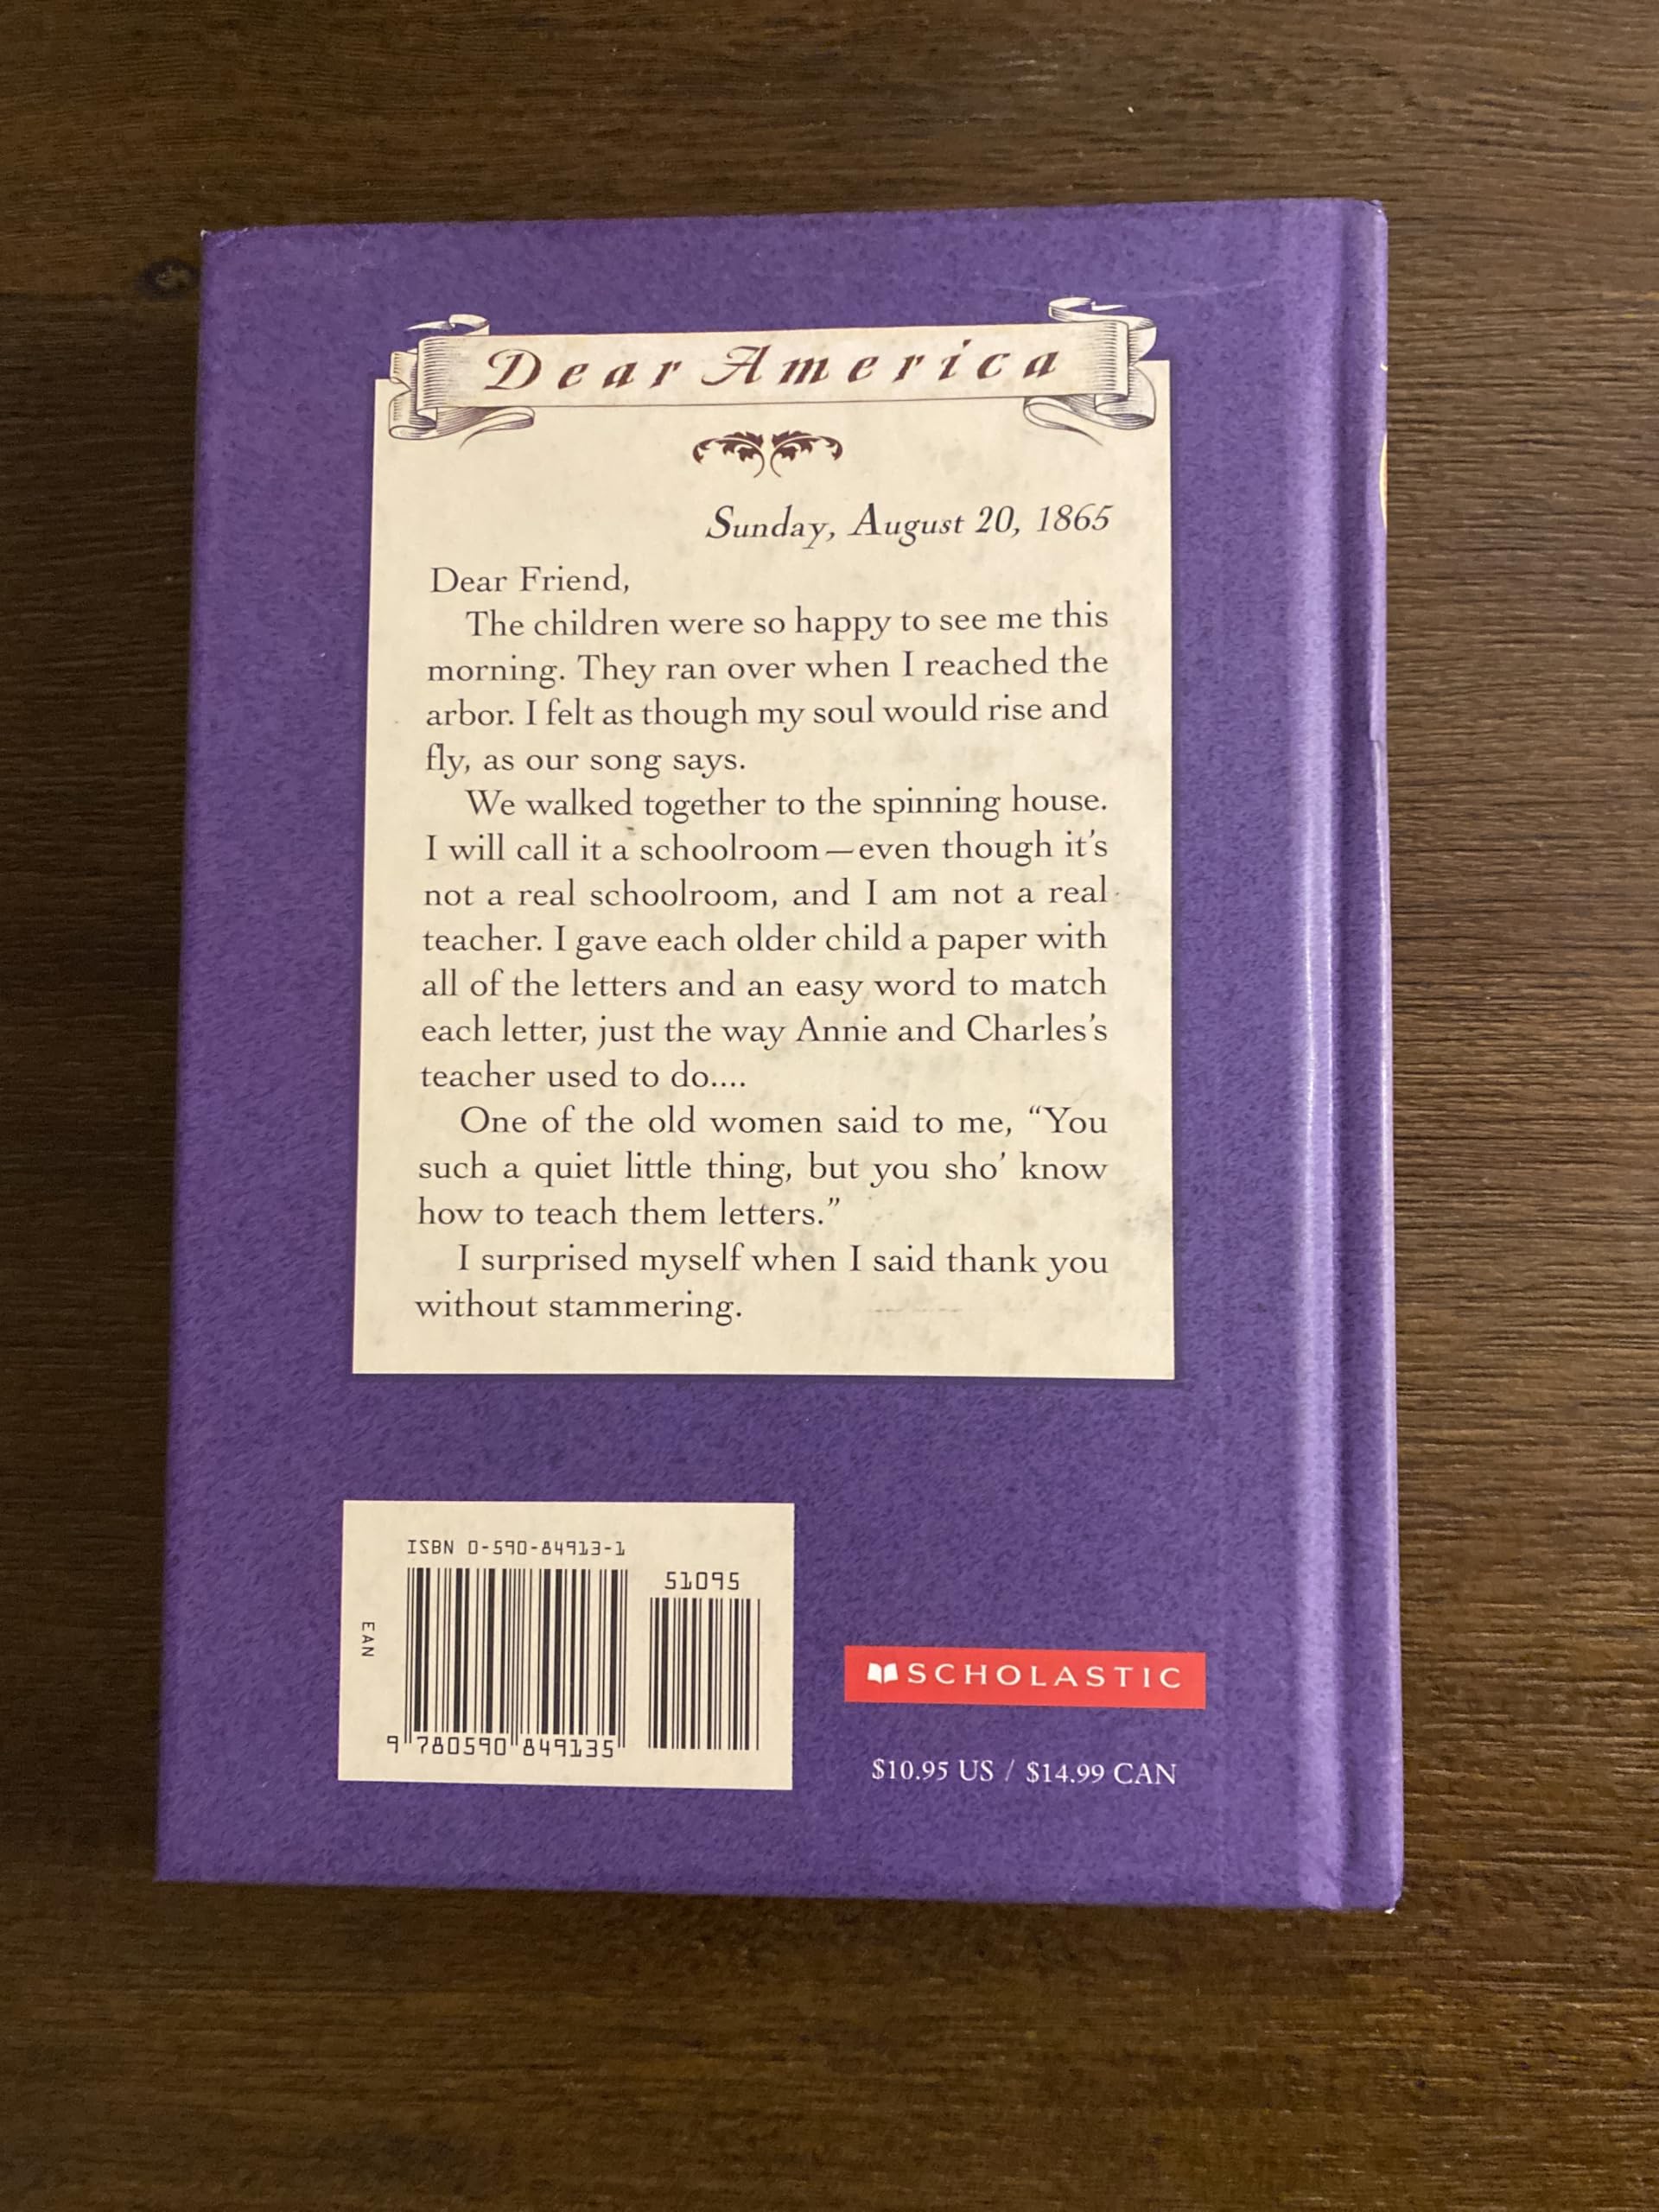 Dear America
Sunday, August 20, 1865
Dear Friend,
The children were so happy to see me this
morning. They ran over when I reached the
arbor. I felt as though my soul would rise and
fly, as our song says.
We walked together to the spinning house.
I will call it a schoolroom—even though it's
not a real schoolroom, and I am not a real
teacher. I gave each older child a paper with
all of the letters and an easy word to match
each letter, just the way Annie and Charles's
teacher used to do....
One of the old women said to me, “You
such a quiet little thing, but you sho’ know
how to teach them letters.”
I surprised myself when I said thank you
without stammering.
ISBN 0-590-84913-1
51095
EAN
9 780590 849135
SCHOLASTIC
$10.95 US / $14.99 CAN